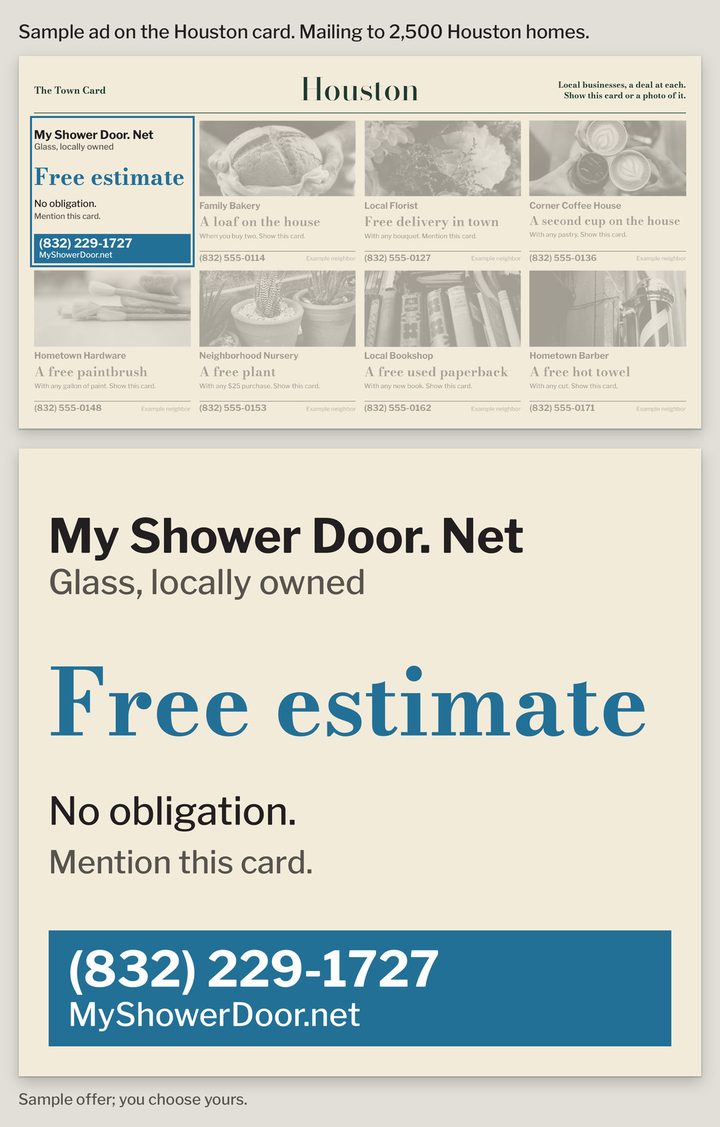 Sample ad on the Houston card. Mailing to 2,500 Houston homes.
The Town Card
Houston
Local businesses, a deal at each.
Show this card or a photo of it.
My Shower Door. Net
Glass, locally owned
Free estimate
No obligation.
Mention this card.
(832) 229-1727
MyShowerDoor.net
Family Bakery
A loaf on the house
When you buy two. Show this card.
(832) 555-0114
Example neighbor
Local Florist
Free delivery in town
With any bouquet. Mention this card.
(832) 555-0127
Example neighbor
Corner Coffee House
A second cup on the house
With any pastry. Show this card.
(832) 555-0136
Example neighbor
Hometown Hardware
A free paintbrush
With any gallon of paint. Show this card.
(832) 555-0148
Example neighbor
Neighborhood Nursery
A free plant
With any $25 purchase. Show this card.
(832) 555-0153
Example neighbor
Local Bookshop
A free used paperback
With any new book. Show this card.
(832) 555-0162
Example neighbor
Hometown Barber
A free hot towel
With any cut. Show this card.
(832) 555-0171
Example neighbor
My Shower Door. Net
Glass, locally owned
Free estimate
No obligation.
Mention this card.
(832) 229-1727
MyShowerDoor.net
Sample offer; you choose yours.